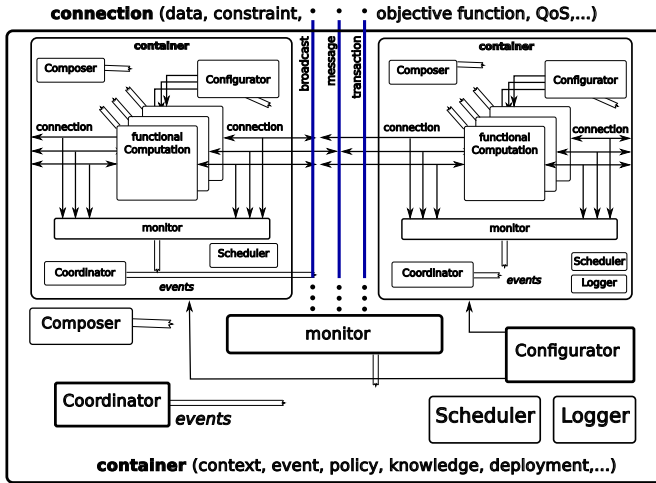 connection (data, constraint, objective function, QoS,...)
container
Composer
Configurator
connection
functional
Computation
connection
monitor
Scheduler
Coordinator
events
broadcast
message
transaction
container
Composer
Configurator
connection
functional
Computation
connection
monitor
Scheduler
Coordinator
Logger
events
Composer
monitor
Configurator
Coordinator
events
Scheduler
Logger
container (context, event, policy, knowledge, deployment,...)